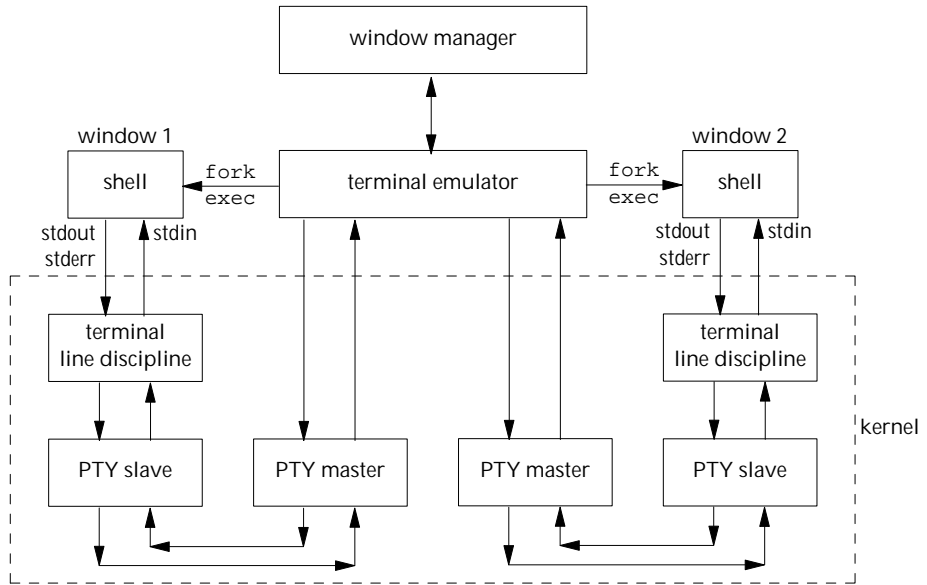 window manager
window 1
window 2
shell
fork
exec
terminal emulator
fork
exec
shell
stdout
stderr
stdin
stdout
stderr
stdin
terminal
line discipline
terminal
line discipline
kernel
PTY slave
PTY master
PTY master
PTY slave